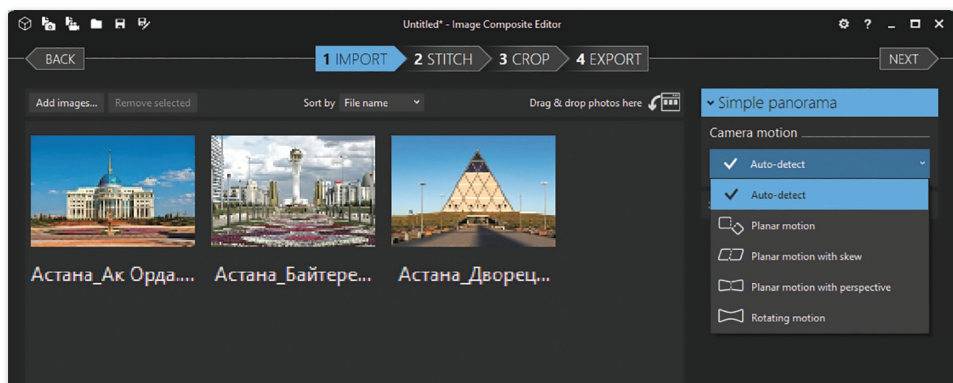 Untitled* - Image Composite Editor
BACK
1 IMPORT
2 STITCH
3 CROP
4 EXPORT
NEXT
Add images...
Remove selected
Sort by
File name
Drag & drop photos here
Simple panorama
Camera motion
Auto-detect
Auto-detect
Planar motion
Planar motion with skew
Planar motion with perspective
Rotating motion
Астана_Ак Орда....
Астана_Байтере...
Астана_Дворец...